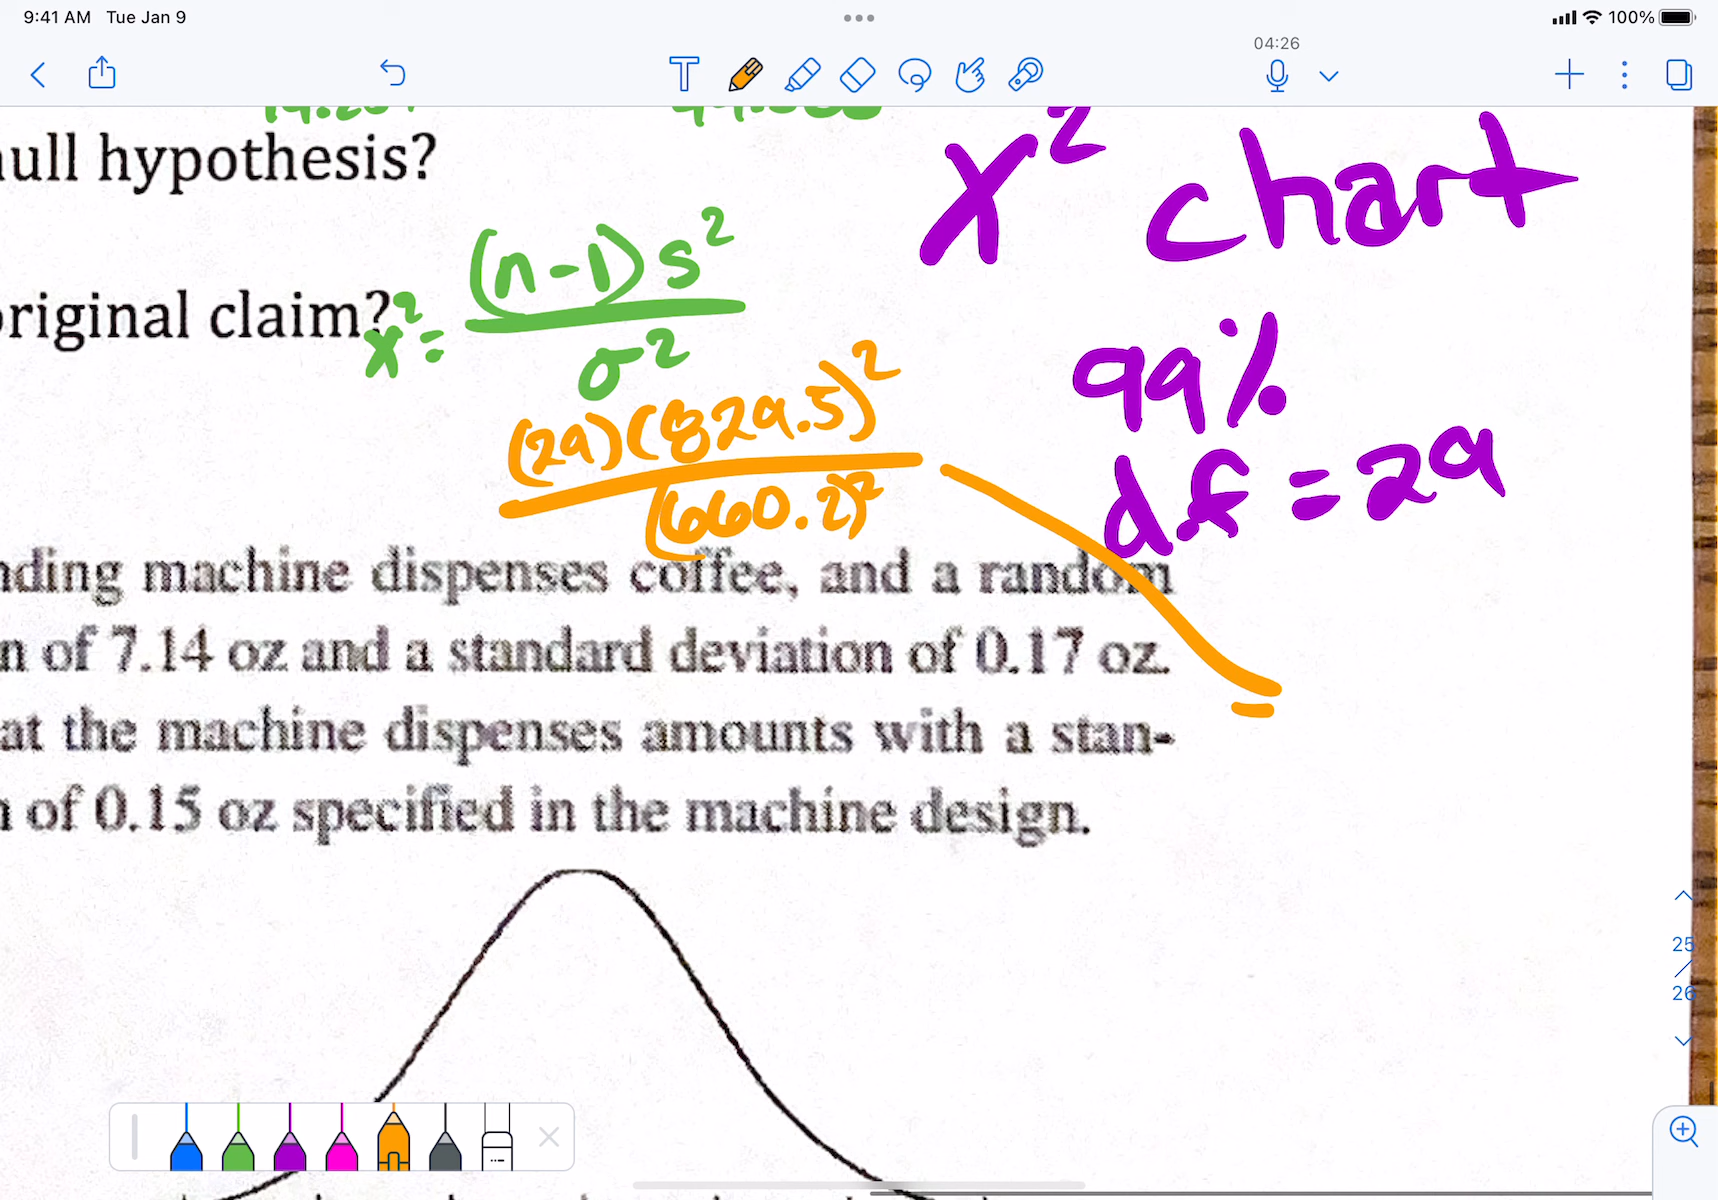 9:41 AM Tue Jan 9
100%
04:26
ull hypothesis?
χ² chart
(n-1)s²
riginal claim?
x² =
σ²
99%
(29)(829.5)²
(660.2)²
d.f = 29
nding machine dispenses coffee, and a random
n of 7.14 oz and a standard deviation of 0.17 oz.
at the machine dispenses amounts with a stan-
of 0.15 oz specified in the machine design.
25
26